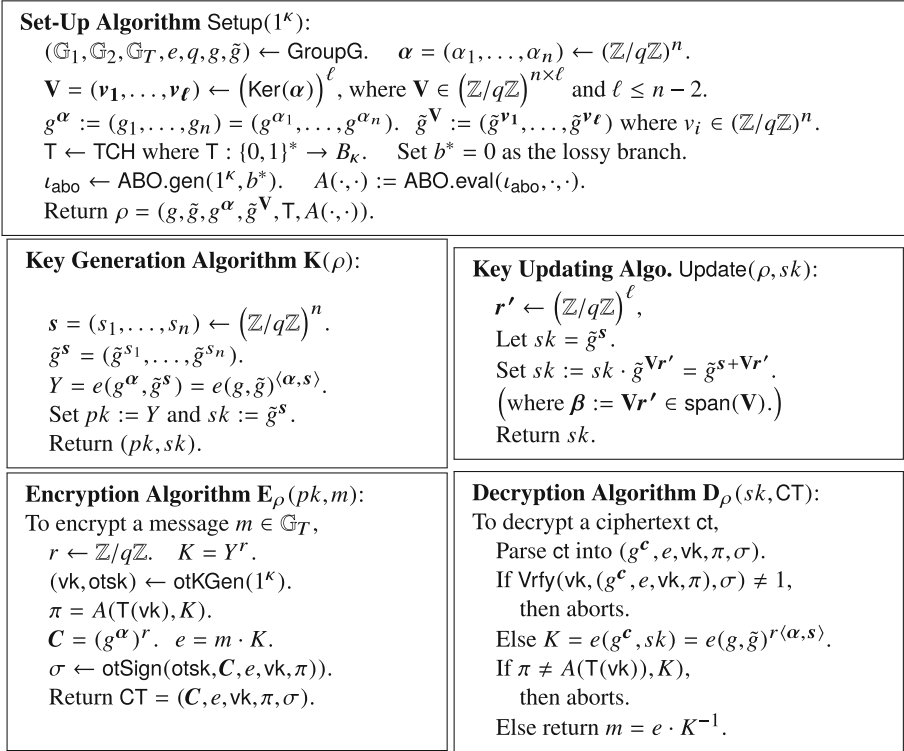 Set-Up Algorithm Setup(1^κ):
(𝔾₁, 𝔾₂, 𝔾_T, e, q, g, g̃) ← GroupG. α = (α₁, …, αₙ) ← (ℤ/qℤ)^n.
V = (v₁, …, v_ℓ) ← (Ker(α))^ℓ, where V ∈ (ℤ/qℤ)^{n×ℓ} and ℓ ≤ n − 2.
g^α := (g₁, …, gₙ) = (g^{α₁}, …, g^{αₙ}). g̃^V := (g̃^{v₁}, …, g̃^{v_ℓ}) where v_i ∈ (ℤ/qℤ)^n.
T ← TCH where T : {0, 1}^* → B_κ. Set b^* = 0 as the lossy branch.
ι_abo ← ABO.gen(1^κ, b^*). A(·, ·) := ABO.eval(ι_abo, ·, ·).
Return ρ = (g, g̃, g^α, g̃^V, T, A(·, ·)).
Key Generation Algorithm K(ρ):
s = (s₁, …, sₙ) ← (ℤ/qℤ)^n.
g̃^s = (g̃^{s₁}, …, g̃^{sₙ}).
Y = e(g^α, g̃^s) = e(g, g̃)^{⟨α,s⟩}.
Set pk := Y and sk := g̃^s.
Return (pk, sk).
Key Updating Algo. Update(ρ, sk):
r′ ← (ℤ/qℤ)^ℓ,
Let sk = g̃^s.
Set sk := sk · g̃^{Vr′} = g̃^{s+Vr′}.
(where β := Vr′ ∈ span(V).)
Return sk.
Encryption Algorithm E_ρ(pk, m):
To encrypt a message m ∈ 𝔾_T,
r ← ℤ/qℤ. K = Y^r.
(vk, otsk) ← otKGen(1^κ).
π = A(T(vk), K).
C = (g^α)^r. e = m · K.
σ ← otSign(otsk, C, e, vk, π)).
Return CT = (C, e, vk, π, σ).
Decryption Algorithm D_ρ(sk, CT):
To decrypt a ciphertext ct,
Parse ct into (g^c, e, vk, π, σ).
If Vrfy(vk, (g^c, e, vk, π), σ) ≠ 1,
then aborts.
Else K = e(g^c, sk) = e(g, g̃)^{r⟨α,s⟩}.
If π ≠ A(T(vk)), K),
then aborts.
Else return m = e · K^{−1}.